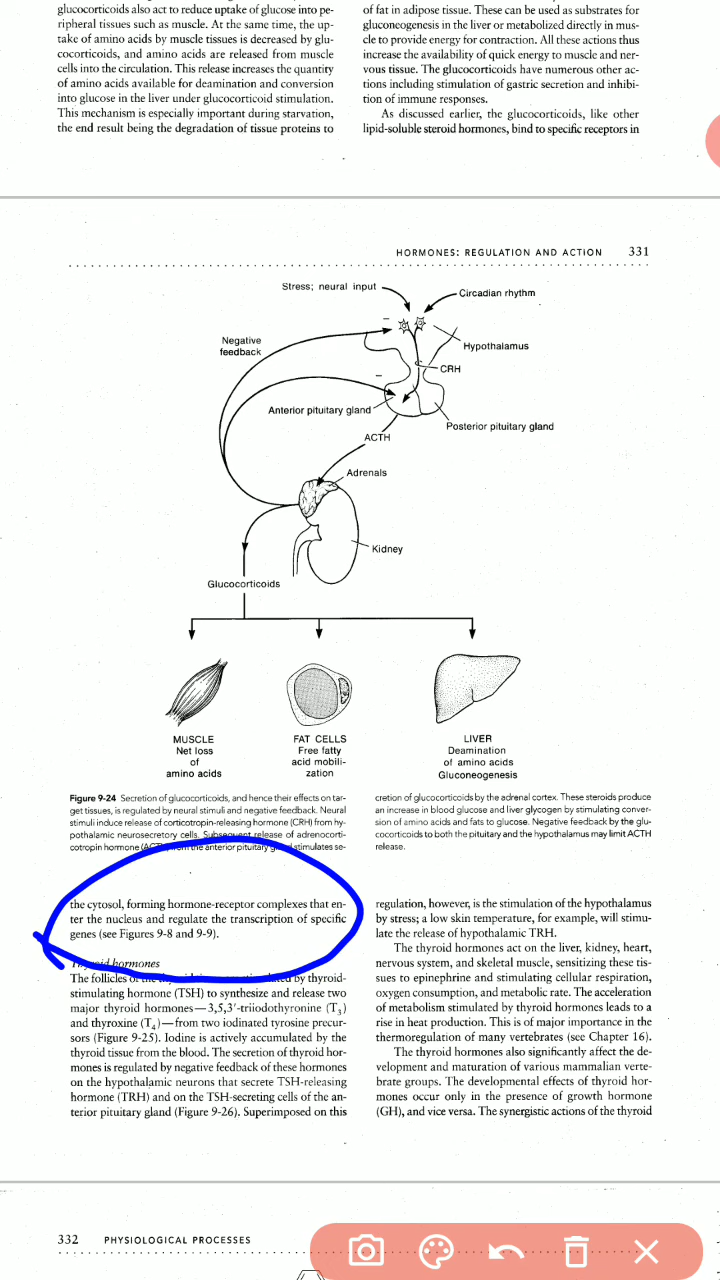 glucocorticoids also act to reduce uptake of glucose into pe-
ripheral tissues such as muscle. At the same time, the up-
take of amino acids by muscle tissues is decreased by glu-
cocorticoids, and amino acids are released from muscle
cells into the circulation. This release increases the quantity
of amino acids available for deamination and conversion
into glucose in the liver under glucocorticoid stimulation.
This mechanism is especially important during starvation,
the end result being the degradation of tissue proteins to
of fat in adipose tissue. These can be used as substrates for
gluconeogenesis in the liver or metabolized directly in mus-
cle to provide energy for contraction. All these actions thus
increase the availability of quick energy to muscle and ner-
vous tissue. The glucocorticoids have numerous other ac-
tions including stimulation of gastric secretion and inhibi-
tion of immune responses.
As discussed earlier, the glucocorticoids, like other
lipid-soluble steroid hormones, bind to specific receptors in
HORMONES: REGULATION AND ACTION 331
Stress; neural input
Circadian rhythm
Negative
feedback
Hypothalamus
CRH
Anterior pituitary gland
Posterior pituitary gland
ACTH
Adrenals
Kidney
Glucocorticoids
MUSCLE
Net loss
of
amino acids
FAT CELLS
Free fatty
acid mobili-
zation
LIVER
Deamination
of amino acids
Gluconeogenesis
Figure 9-24 Secretion of glucocorticoids, and hence their effects on tar-
get tissues, is regulated by neural stimuli and negative feedback. Neural
stimuli induce release of corticotropin-releasing hormone (CRH) from hy-
pothalamic neurosecretory cells. Subsequent release of adrenocorti-
cotropin hormone (ACTH) from the anterior pituitary gland stimulates se-
cretion of glucocorticoids by the adrenal cortex. These steroids produce
an increase in blood glucose and liver glycogen by stimulating conver-
sion of amino acids and fats to glucose. Negative feedback by the glu-
cocorticoids to both the pituitary and the hypothalamus may limit ACTH
release.
the cytosol, forming hormone-receptor complexes that en-
ter the nucleus and regulate the transcription of specific
genes (see Figures 9-8 and 9-9).
Thyroid hormones
The follicles of the by thyroid-
stimulating hormone (TSH) to synthesize and release two
major thyroid hormones—3,5,3′-triiodothyronine (T₃)
and thyroxine (T₄)—from two iodinated tyrosine precur-
sors (Figure 9-25). Iodine is actively accumulated by the
thyroid tissue from the blood. The secretion of thyroid hor-
mones is regulated by negative feedback of these hormones
on the hypothalamic neurons that secrete TSH-releasing
hormone (TRH) and on the TSH-secreting cells of the an-
terior pituitary gland (Figure 9-26). Superimposed on this
regulation, however, is the stimulation of the hypothalamus
by stress; a low skin temperature, for example, will stimu-
late the release of hypothalamic TRH.
The thyroid hormones act on the liver, kidney, heart,
nervous system, and skeletal muscle, sensitizing these tis-
sues to epinephrine and stimulating cellular respiration,
oxygen consumption, and metabolic rate. The acceleration
of metabolism stimulated by thyroid hormones leads to a
rise in heat production. This is of major importance in the
thermoregulation of many vertebrates (see Chapter 16).
The thyroid hormones also significantly affect the de-
velopment and maturation of various mammalian verte-
brate groups. The developmental effects of thyroid hor-
mones occur only in the presence of growth hormone
(GH), and vice versa. The synergistic actions of the thyroid
332 PHYSIOLOGICAL PROCESSES